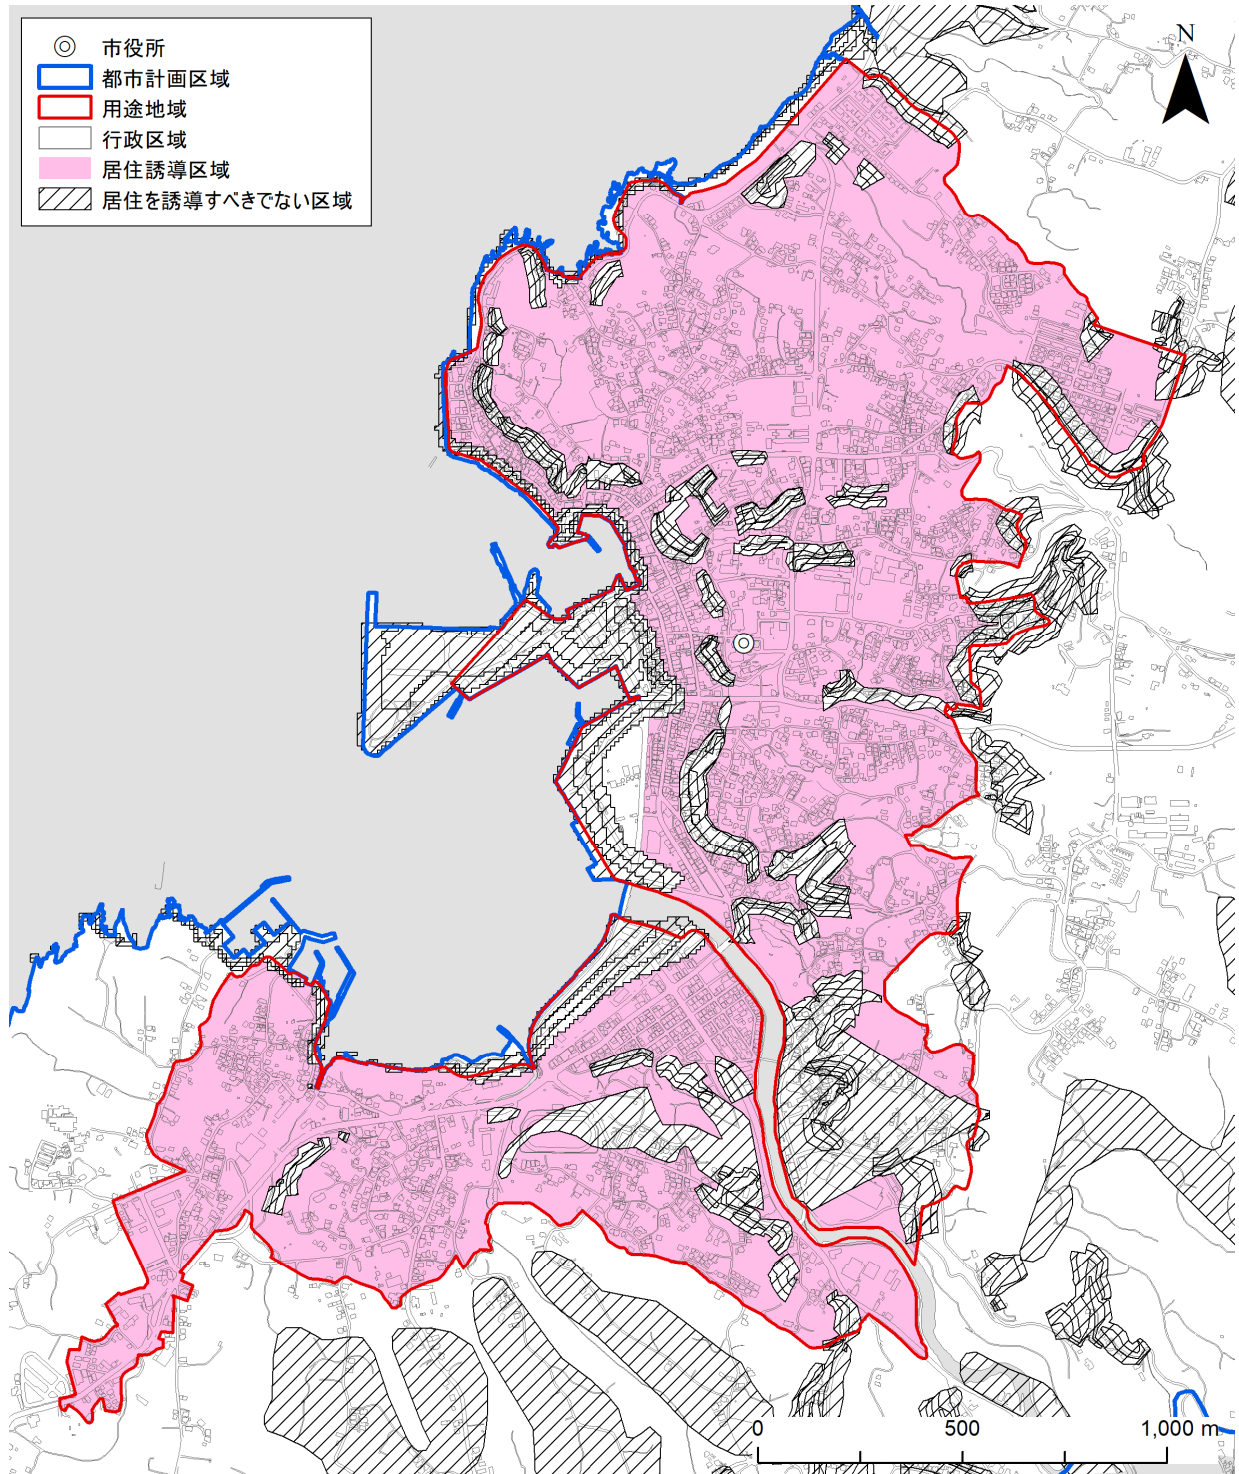 市役所
都市計画区域
用途地域
行政区域
居住誘導区域
居住を誘導すべきでない区域
N
0 500 1,000 m